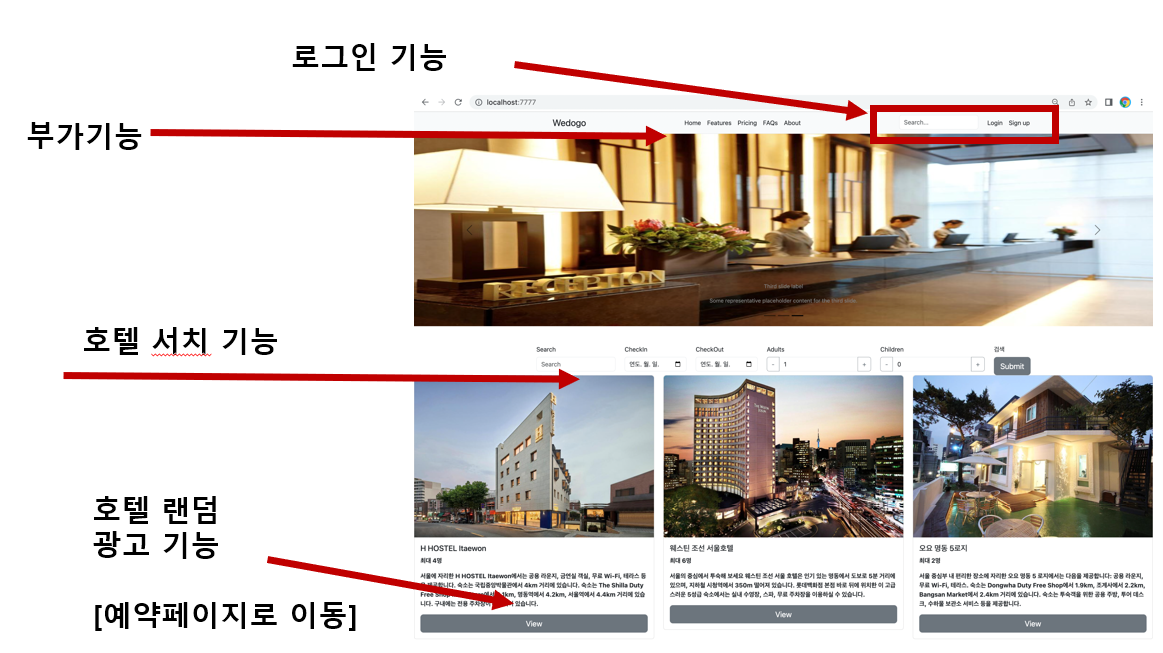 로그인 기능
부가기능
localhost:7777
Wedogo
Home Features Pricing FAQs About
Search...
Login Sign up
RECEPTION
Third slide label
Some representative placeholder content for the third slide.
호텔 서치 기능
Search CheckIn CheckOut Adults Children 검색
Search 연도. 월. 일. 연도. 월. 일. - 1 + - 0 + Submit
호텔 랜덤
광고 기능
[예약페이지로 이동]
H HOSTEL Itaewon
최대 4명
서울에 자리한 H HOSTEL Itaewon에서는 공용 라운지, 금연실 객실, 무료 Wi-Fi, 테라스 등
을 제공합니다. 숙소는 국립중앙박물관에서 4km 거리에 있습니다. 숙소는 The Shilla Duty
Free Shop 에서 4.2km, 명동역에서 4.2km, 서울역에서 4.4km 거리에 있습
니다. 구내에는 전용 주차장이 있습니다.
View
웨스틴 조선 서울호텔
최대 6명
서울의 중심에서 투숙해 보세요 웨스틴 조선 서울 호텔은 인기 있는 명동에서 도보로 5분 거리에
있으며, 지하철 시청역에서 350m 떨어져 있습니다. 롯데백화점 본점 바로 뒤에 위치한 이 고급
스러운 5성급 숙소에서는 실내 수영장, 스파, 무료 주차장을 이용하실 수 있습니다.
View
오요 명동 5로지
최대 2명
서울 중심부 내 편리한 장소에 자리한 오요 명동 5 로지에서는 다음을 제공합니다: 공용 라운지,
무료 Wi-Fi, 테라스. 숙소는 Dongwha Duty Free Shop에서 1.9km, 조계사에서 2.2km,
Bangsan Market에서 2.4km 거리에 있습니다. 숙소는 투숙객을 위한 공용 주방, 투어 데스
크, 수하물 보관소 서비스 등을 제공합니다.
View